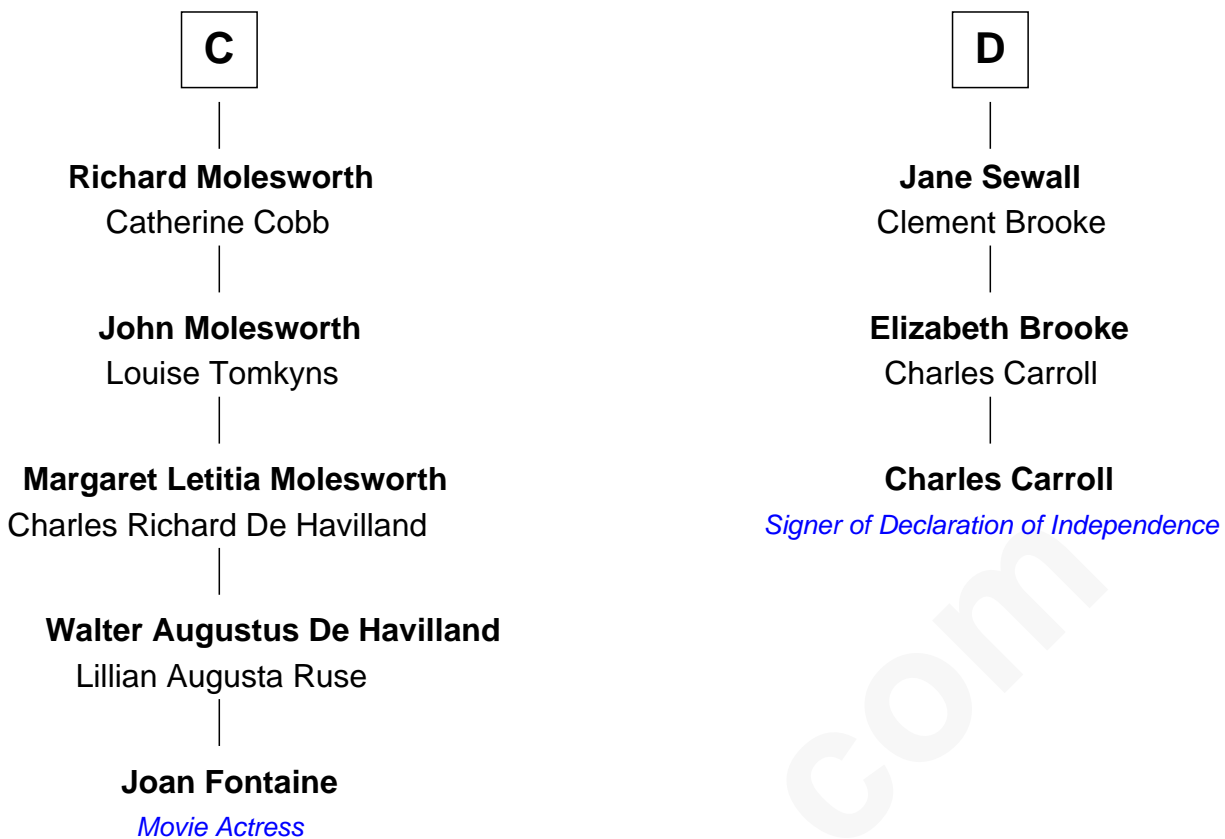 C
Richard Molesworth
Catherine Cobb
John Molesworth
Louise Tomkyns
Margaret Letitia Molesworth
Charles Richard De Havilland
Walter Augustus De Havilland
Lillian Augusta Ruse
Joan Fontaine
Movie Actress
D
Jane Sewall
Clement Brooke
Elizabeth Brooke
Charles Carroll
Charles Carroll
Signer of Declaration of Independence
com